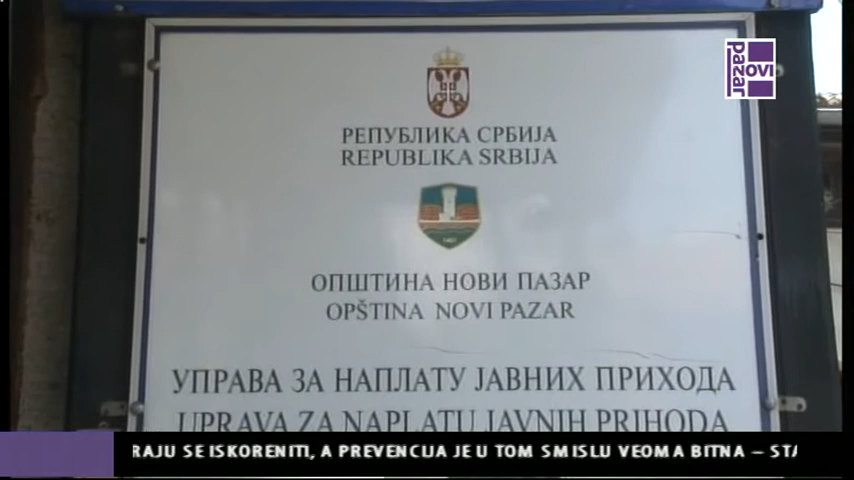 РЕПУБЛИКА СРБИЈА
REPUBLIKA SRBIJA
ОПШТИНА НОВИ ПАЗАР
OPŠTINA NOVI PAZAR
УПРАВА ЗА НАПЛАТУ ЈАВНИХ ПРИХОДА
UPRAVA ZA NAPLATU JAVNIH PRIHODA
NOVI
pazar
RAJU SE ISKORENITI, A PREVENCIJA JE U TOM SMISLU VEOMA BITNA – STA